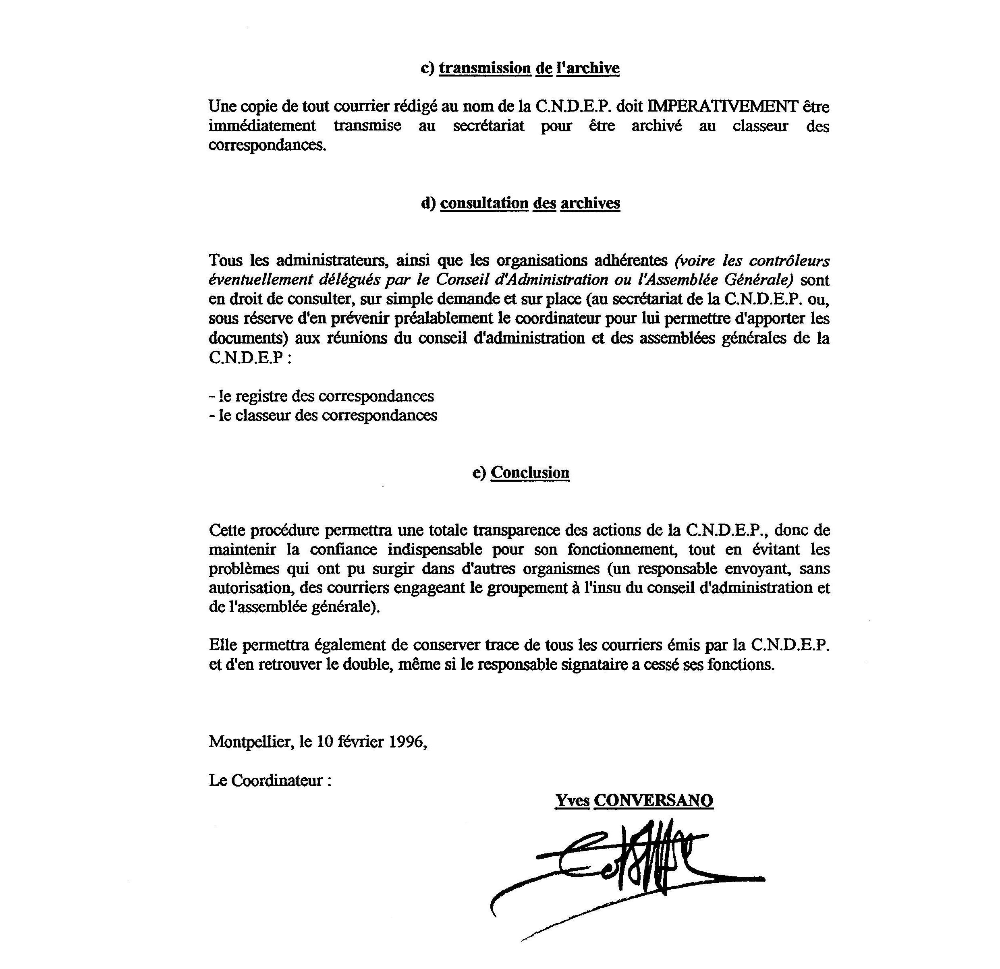 c) transmission de l'archive
Une copie de tout courrier rédigé au nom de la C.N.D.E.P. doit IMPERATIVEMENT être
immédiatement transmise au secrétariat pour être archivé au classeur des
correspondances.
d) consultation des archives
Tous les administrateurs, ainsi que les organisations adhérentes (voire les contrôleurs
éventuellement délégués par le Conseil d'Administration ou l'Assemblée Générale) sont
en droit de consulter, sur simple demande et sur place (au secrétariat de la C.N.D.E.P. ou,
sous réserve d'en prévenir préalablement le coordinateur pour lui permettre d'apporter les
documents) aux réunions du conseil d'administration et des assemblées générales de la
C.N.D.E.P :
- le registre des correspondances
- le classeur des correspondances
e) Conclusion
Cette procédure permettra une totale transparence des actions de la C.N.D.E.P., donc de
maintenir la confiance indispensable pour son fonctionnement, tout en évitant les
problèmes qui ont pu surgir dans d'autres organismes (un responsable envoyant, sans
autorisation, des courriers engageant le groupement à l'insu du conseil d'administration et
de l'assemblée générale).
Elle permettra également de conserver trace de tous les courriers émis par la C.N.D.E.P.
et d'en retrouver le double, même si le responsable signataire a cessé ses fonctions.
Montpellier, le 10 février 1996,
Le Coordinateur :
Yves CONVERSANO